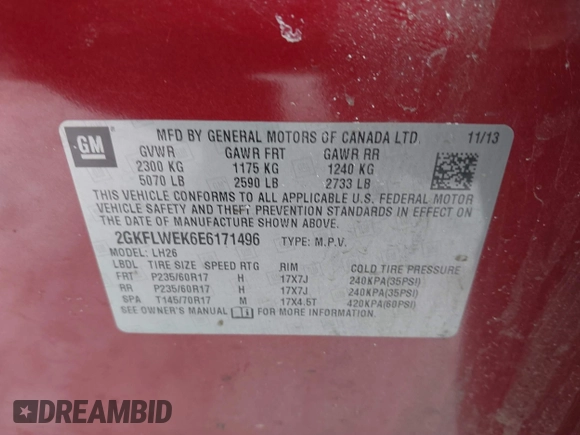 GM
MFD BY GENERAL MOTORS OF CANADA LTD. 11/13
GVWR GAWR FRT GAWR RR
2300 KG 1175 KG 1240 KG
5070 LB 2590 LB 2733 LB
THIS VEHICLE CONFORMS TO ALL APPLICABLE U.S. FEDERAL MOTOR
VEHICLE SAFETY AND THEFT PREVENTION STANDARDS IN EFFECT ON
THE DATE OF MANUFACTURE SHOWN ABOVE.
2GKFLWEK6E6171496 TYPE: M.P.V.
MODEL: LH26
LBDL TIRE SIZE SPEED RTG RIM COLD TIRE PRESSURE
FRT P235/60R17 H 17X7J 240KPA(35PSI)
RR P235/60R17 H 17X7J 240KPA(35PSI)
SPA T145/70R17 M 17X4.5T 420KPA(60PSI)
SEE OWNER'S MANUAL FOR MORE INFORMATION.
DREAMBID